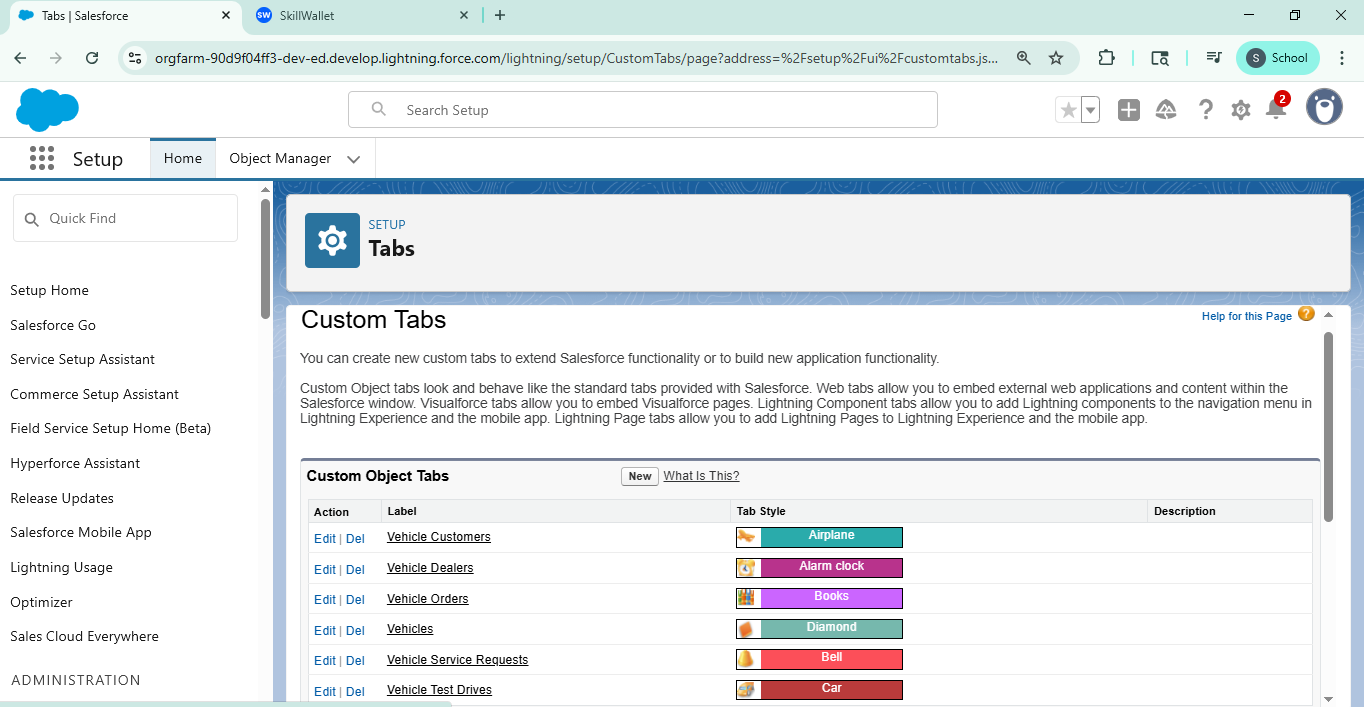 Tabs | Salesforce
SW SkillWallet
orgfarm-90d9f04ff3-dev-ed.develop.lightning.force.com/lightning/setup/CustomTabs/page?address=%2Fsetup%2Fui%2Fcustomtabs.js...
S School
Search Setup
2
Setup Home Object Manager
Quick Find
Setup Home
Salesforce Go
Service Setup Assistant
Commerce Setup Assistant
Field Service Setup Home (Beta)
Hyperforce Assistant
Release Updates
Salesforce Mobile App
Lightning Usage
Optimizer
Sales Cloud Everywhere
ADMINISTRATION
SETUP
Tabs
Custom Tabs
Help for this Page ?
You can create new custom tabs to extend Salesforce functionality or to build new application functionality.
Custom Object tabs look and behave like the standard tabs provided with Salesforce. Web tabs allow you to embed external web applications and content within the
Salesforce window. Visualforce tabs allow you to embed Visualforce pages. Lightning Component tabs allow you to add Lightning components to the navigation menu in
Lightning Experience and the mobile app. Lightning Page tabs allow you to add Lightning Pages to Lightning Experience and the mobile app.
Custom Object Tabs New What Is This?
Action Label Tab Style Description
Edit | Del Vehicle Customers Airplane
Edit | Del Vehicle Dealers Alarm clock
Edit | Del Vehicle Orders Books
Edit | Del Vehicles Diamond
Edit | Del Vehicle Service Requests Bell
Edit | Del Vehicle Test Drives Car